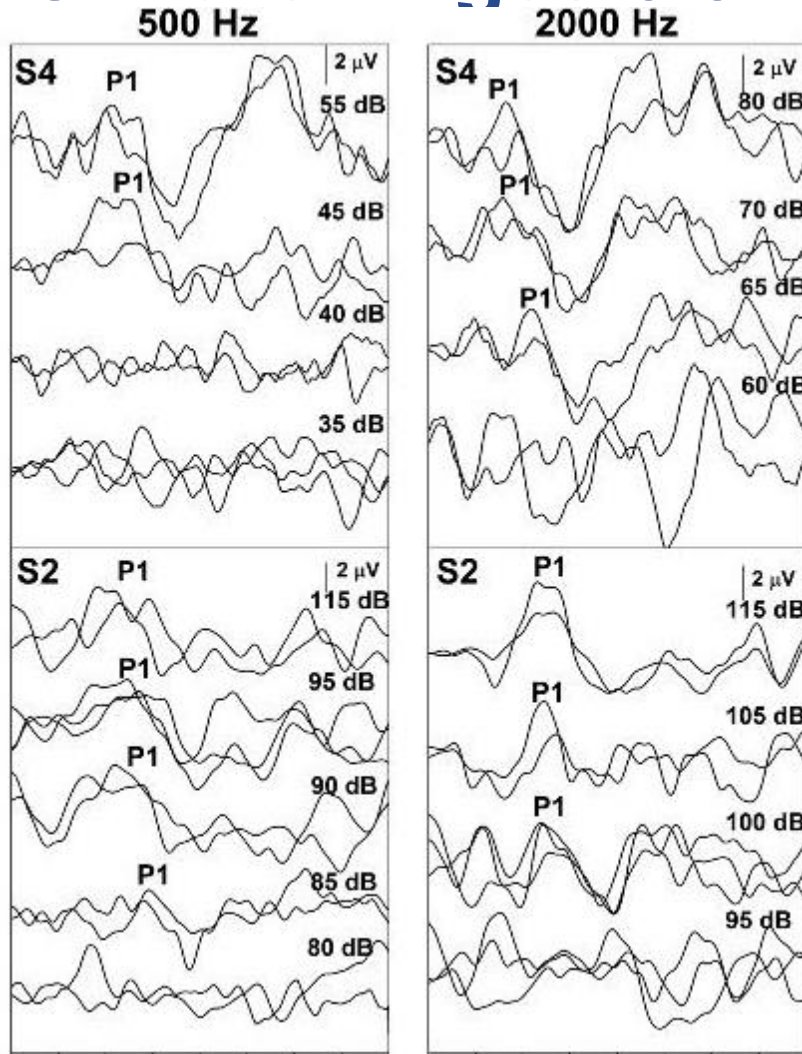 500 Hz
S4
2 μV
P1
55 dB
P1
45 dB
40 dB
35 dB
S2
P1
2 μV
115 dB
P1
95 dB
P1
90 dB
P1
85 dB
80 dB
2000 Hz
S4
2 μV
P1
80 dB
P1
70 dB
65 dB
P1
60 dB
S2
P1
2 μV
115 dB
P1
105 dB
P1
100 dB
95 dB